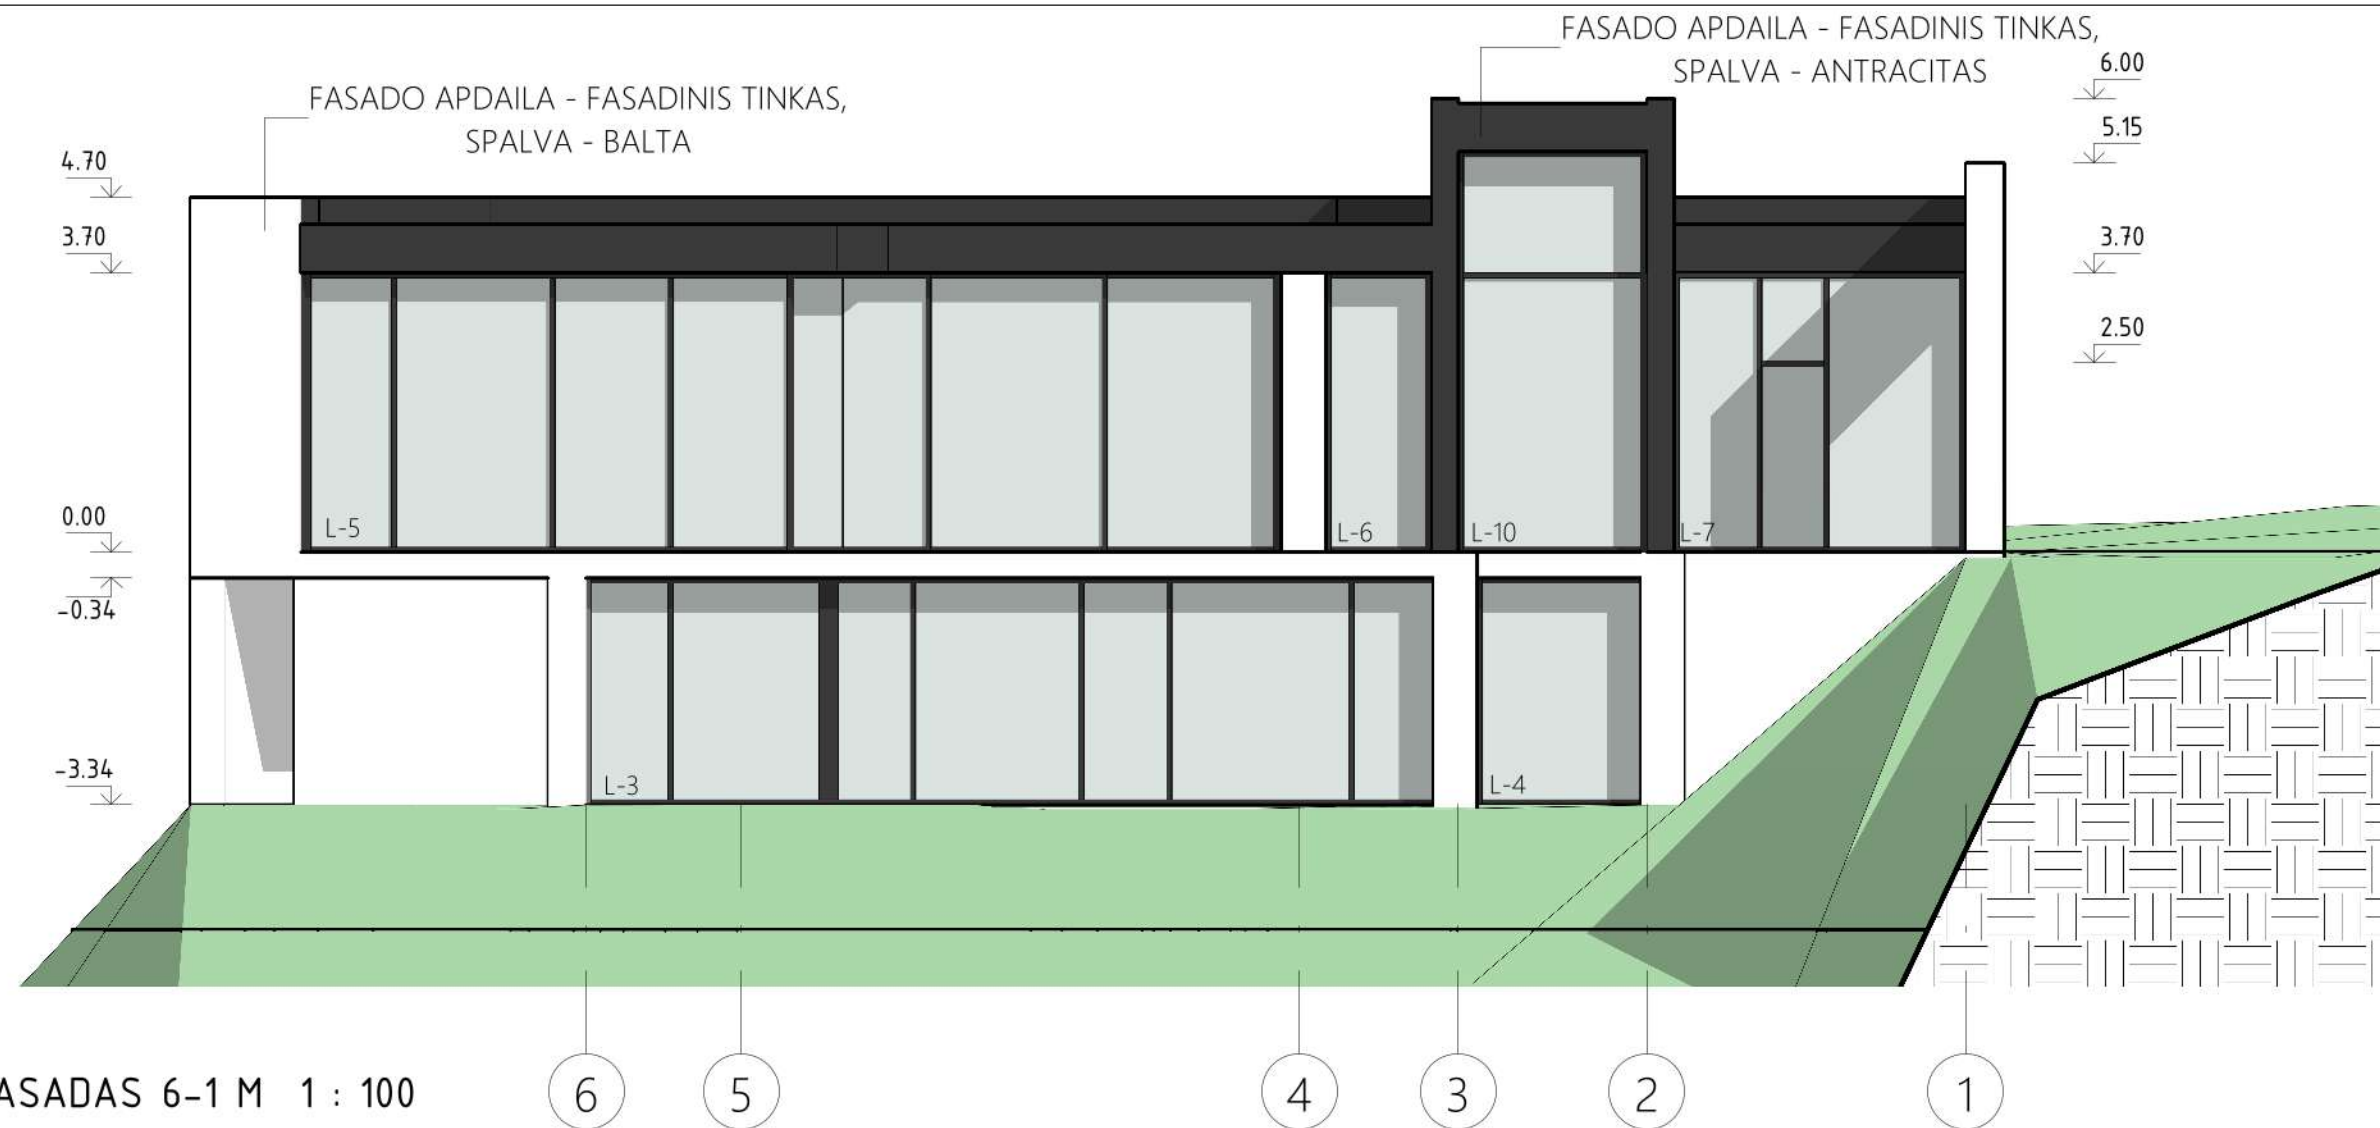 FASADO APDAILA - FASADINIS TINKAS,
SPALVA - ANTRACITAS
FASADO APDAILA - FASADINIS TINKAS,
SPALVA - BALTA
6.00
5.15
4.70
3.70
3.70
2.50
0.00
-0.34
-3.34
L-5
L-6
L-10
L-7
L-3
L-4
ASADAS 6-1 M 1 : 100
6
5
4
3
2
1